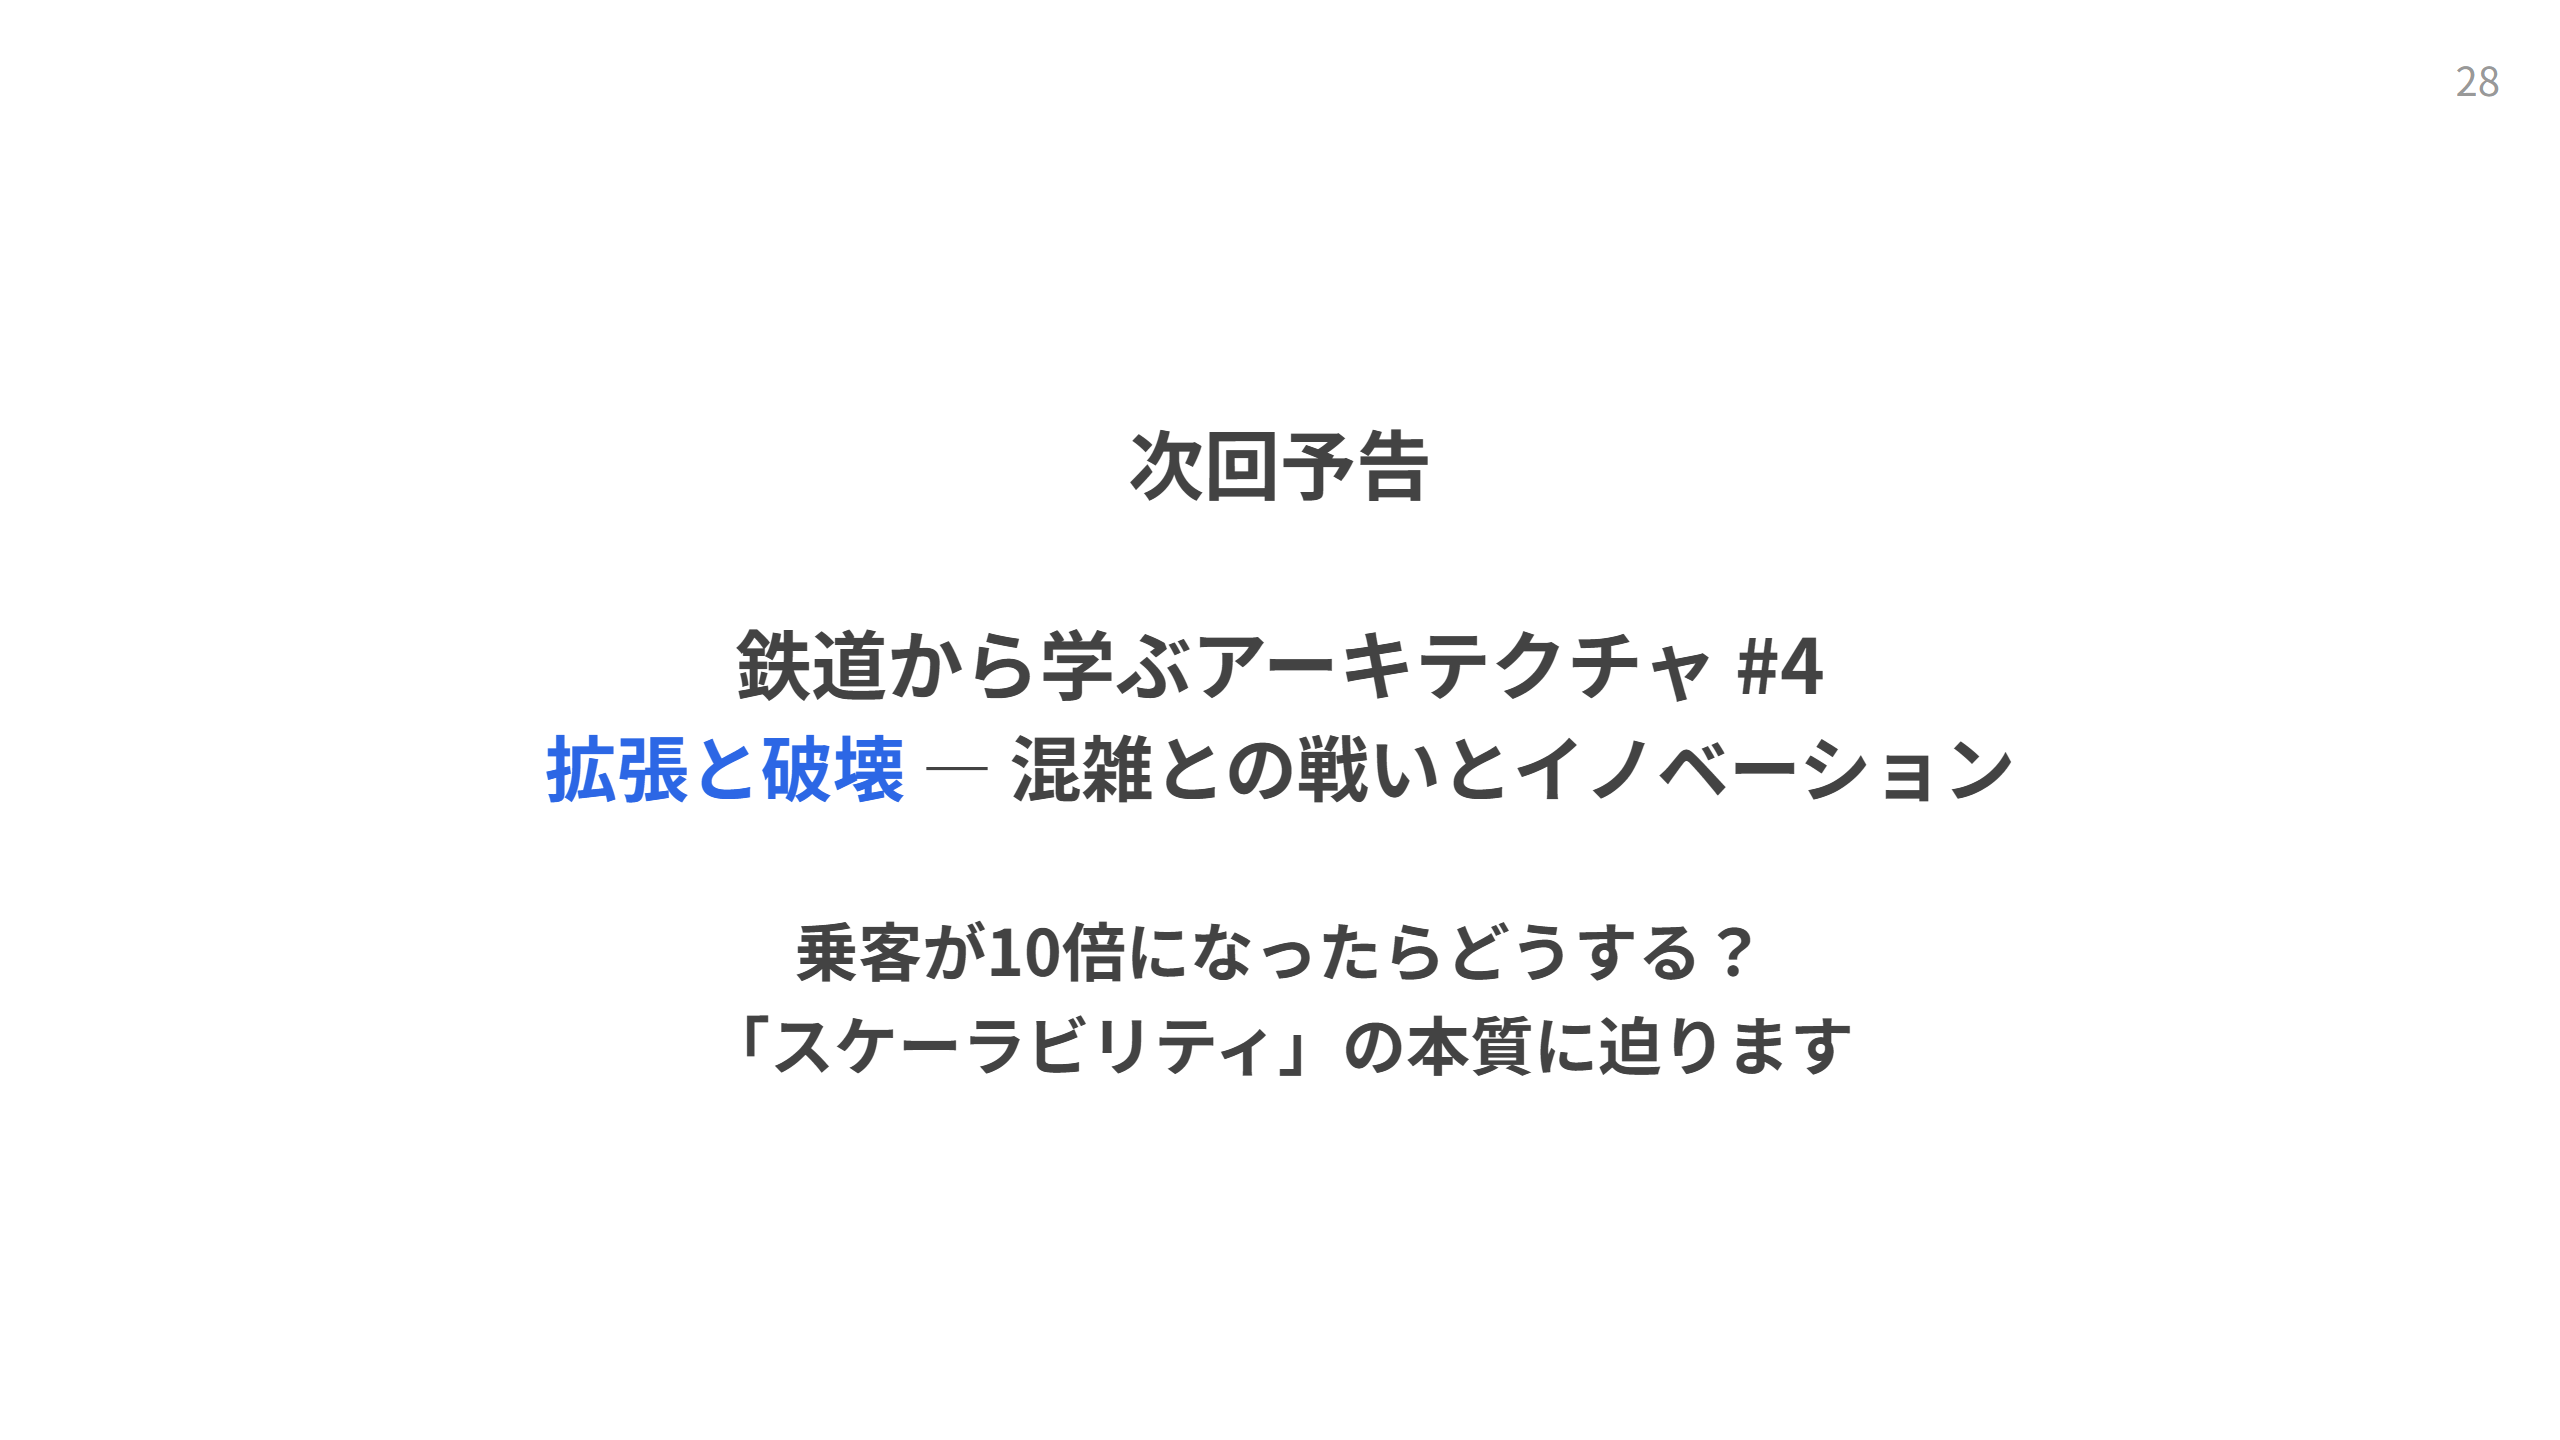 28
次回予告
鉄道から学ぶアーキテクチャ #4
拡張と破壊 ― 混雑との戦いとイノベーション
乗客が10倍になったらどうする？
「スケーラビリティ」の本質に迫ります